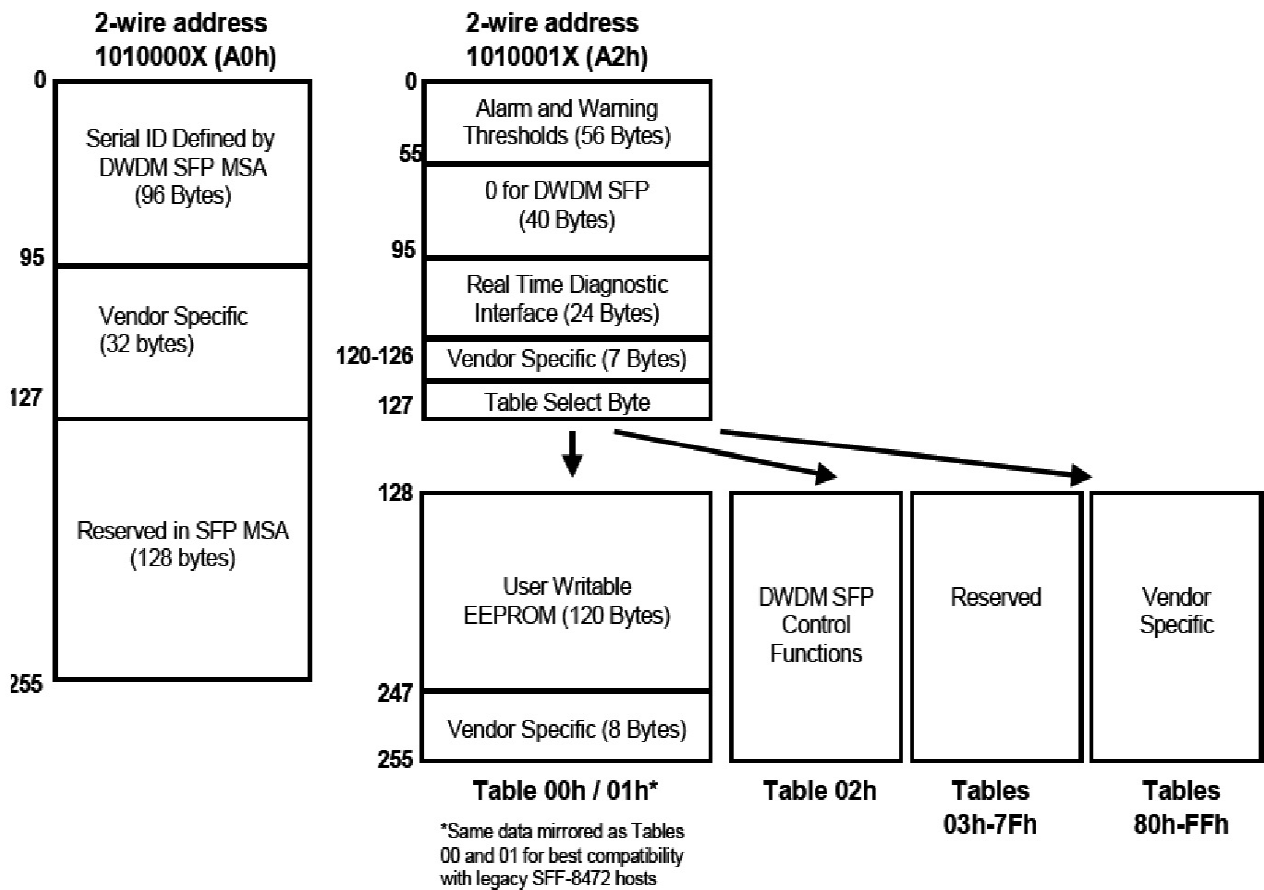 2-wire address
1010000X (A0h)
0
Serial ID Defined by
DWDM SFP MSA
(96 Bytes)
95
Vendor Specific
(32 bytes)
127
Reserved in SFP MSA
(128 bytes)
255
2-wire address
1010001X (A2h)
0
Alarm and Warning
Thresholds (56 Bytes)
55
0 for DWDM SFP
(40 Bytes)
95
Real Time Diagnostic
Interface (24 Bytes)
120-126
Vendor Specific (7 Bytes)
127
Table Select Byte
128
User Writable
EEPROM (120 Bytes)
247
Vendor Specific (8 Bytes)
255
Table 00h / 01h*
*Same data mirrored as Tables
00 and 01 for best compatibility
with legacy SFF-8472 hosts
DWDM SFP
Control
Functions
Table 02h
Reserved
Tables
03h-7Fh
Vendor
Specific
Tables
80h-FFh